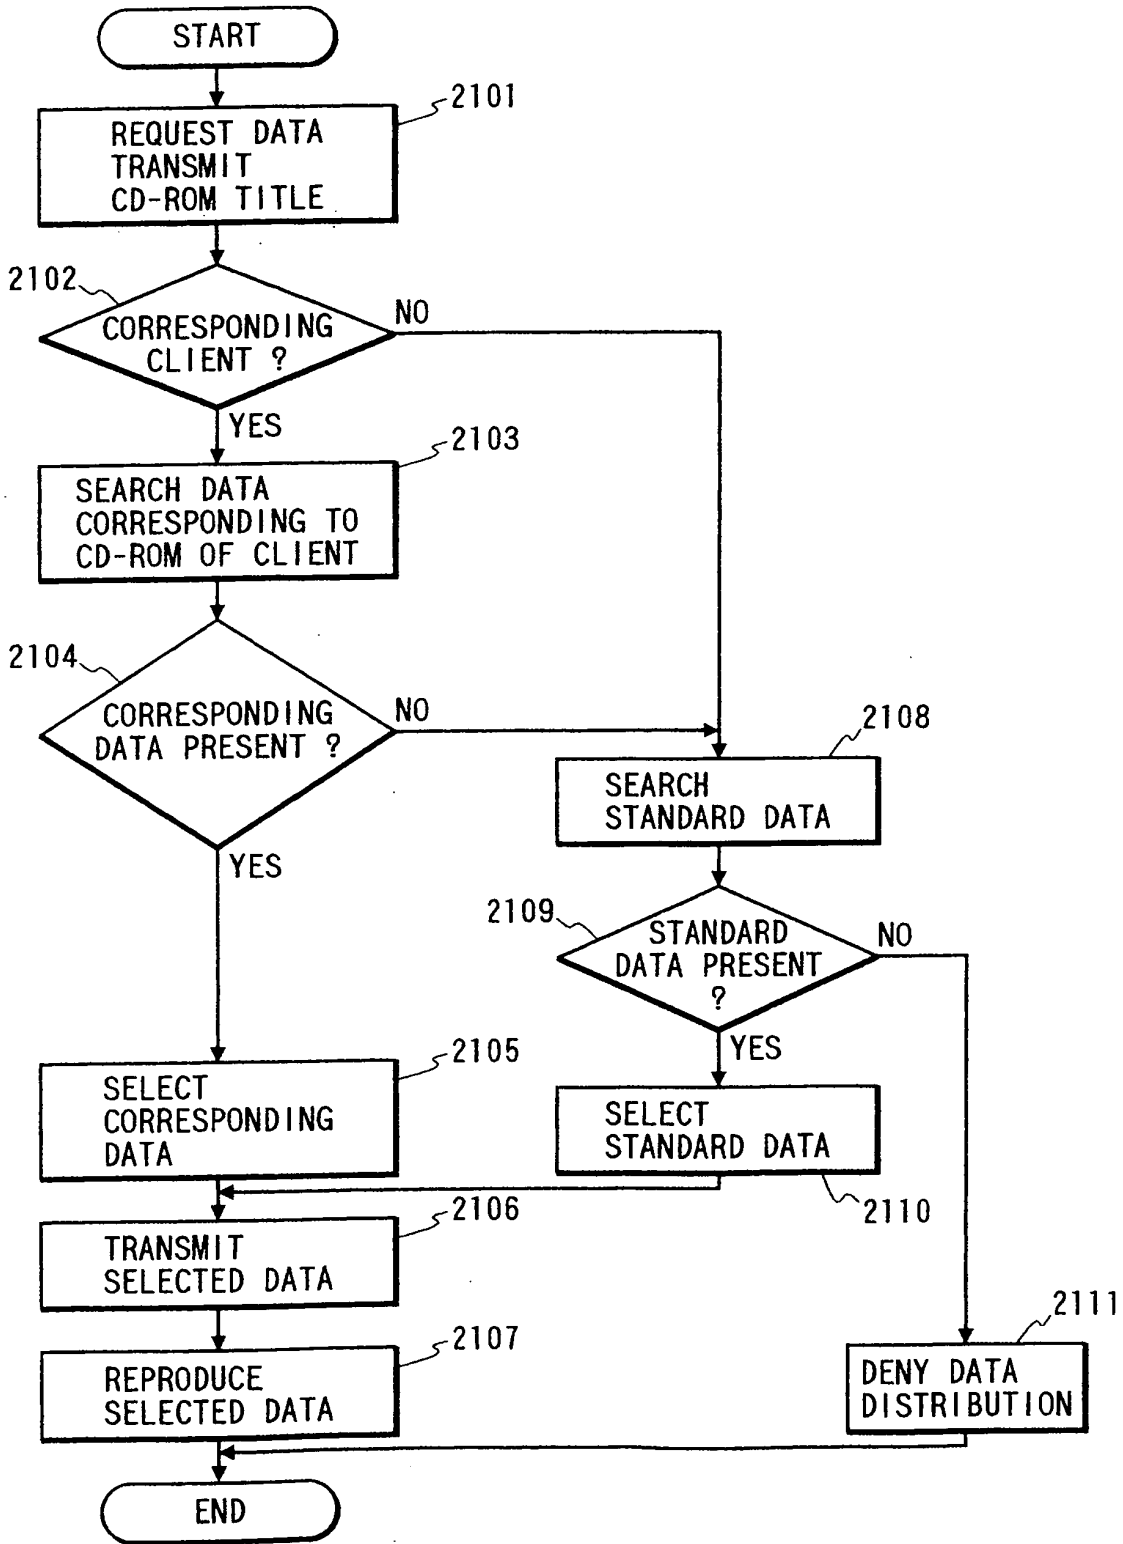 START
2101
REQUEST DATA
TRANSMIT
CD-ROM TITLE
2102
CORRESPONDING
CLIENT ?
NO
YES
2103
SEARCH DATA
CORRESPONDING TO
CD-ROM OF CLIENT
2104
CORRESPONDING
DATA PRESENT ?
NO
YES
2108
SEARCH
STANDARD DATA
2109
STANDARD
DATA PRESENT
?
NO
YES
2105
SELECT
CORRESPONDING
DATA
SELECT
STANDARD DATA
2110
2106
TRANSMIT
SELECTED DATA
2107
REPRODUCE
SELECTED DATA
2111
DENY DATA
DISTRIBUTION
END